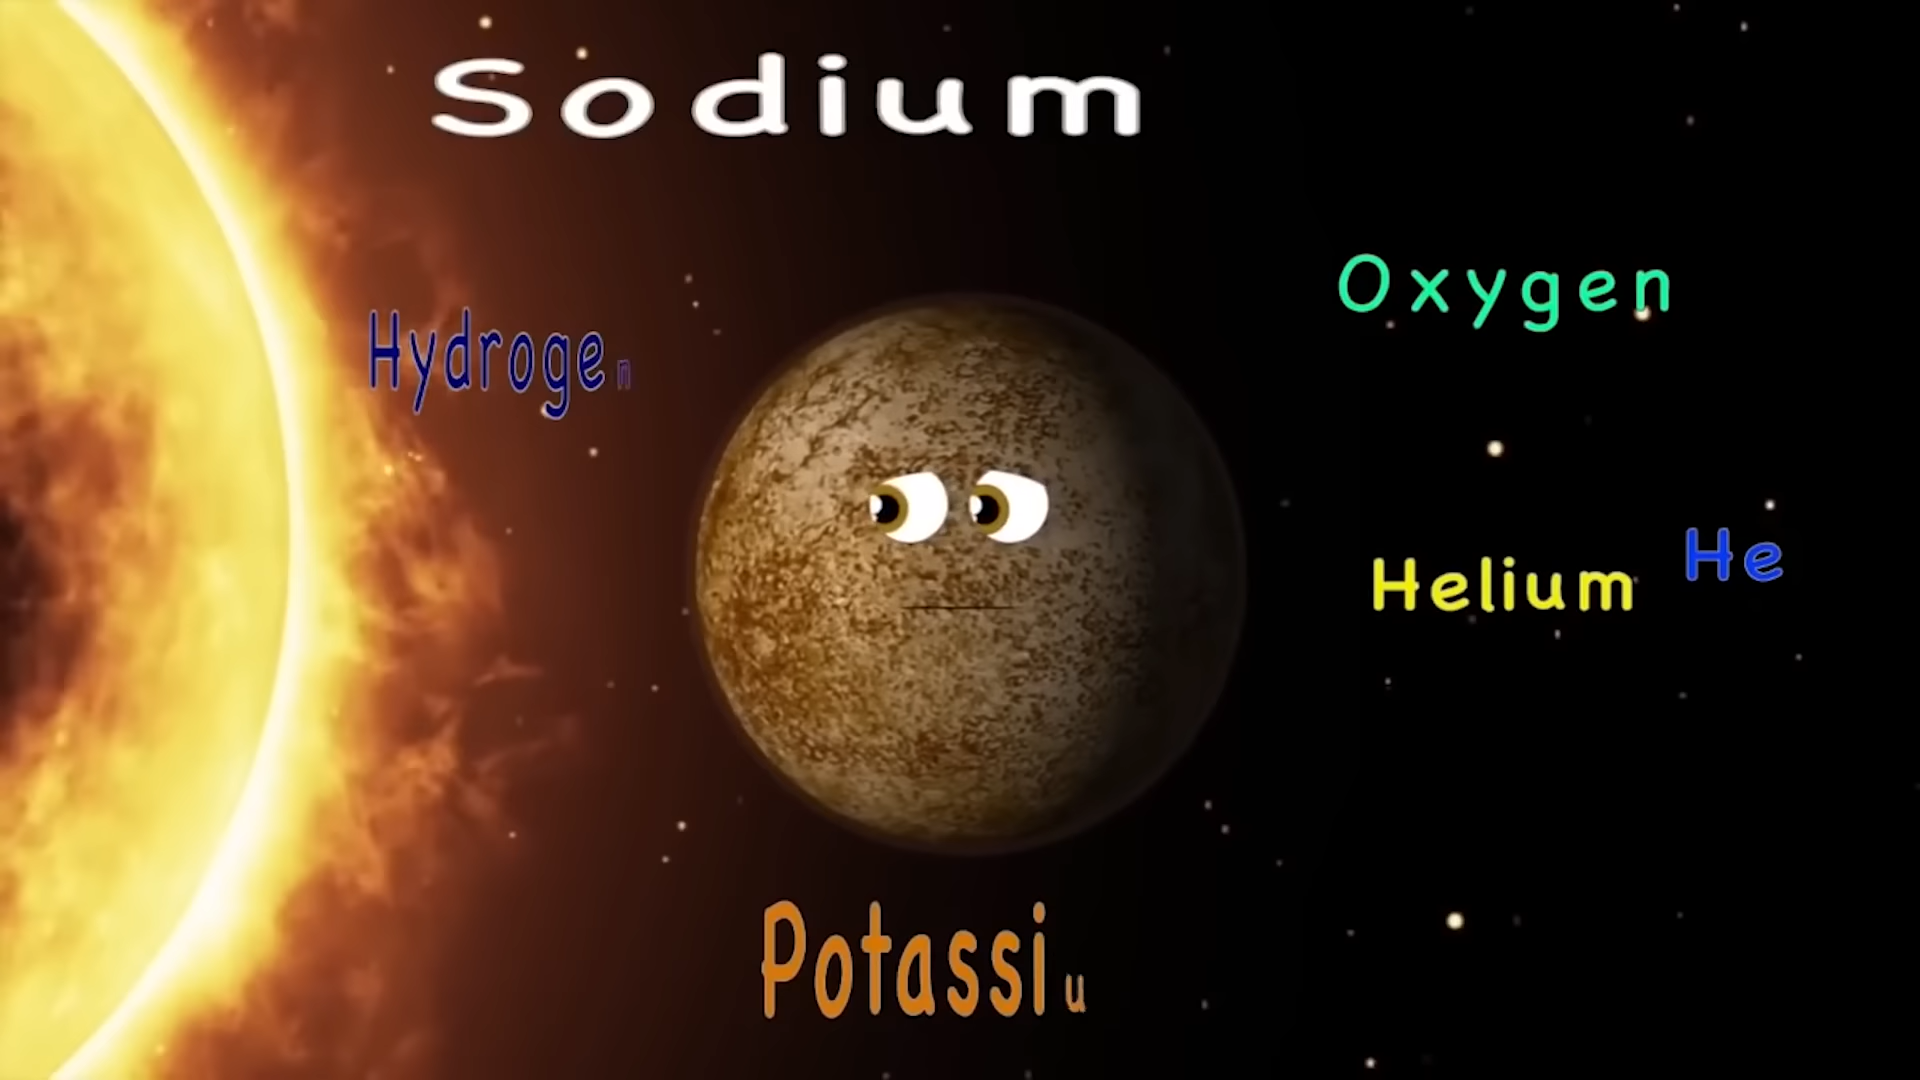 Sodium
Oxygen
Hydrogen
Helium
He
Potassiu